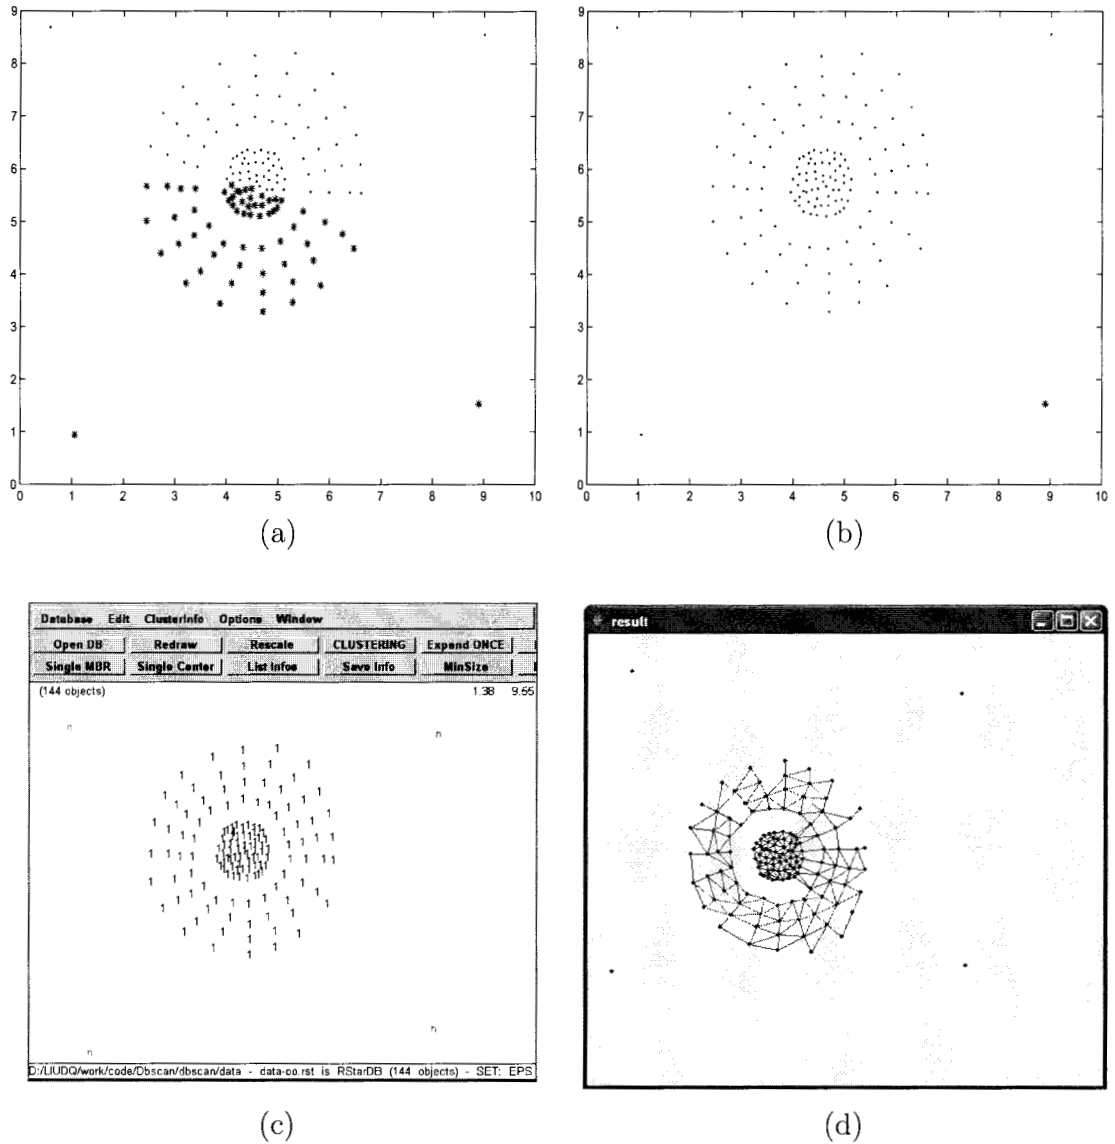 9
8
7
6
5
4
3
2
1
0
0 1 2 3 4 5 6 7 8 9 10
(a)
9
8
7
6
5
4
3
2
1
0
0 1 2 3 4 5 6 7 8 9 10
(b)
Database Edit ClusterInfo Options Window
Open DB Redraw Rescale CLUSTERING Expand ONCE
Single MBR Single Center List Infos Save Info MinSize
(144 objects) 1.38 9.55
D:/LIUDQ/work/code/Dbscan/dbscan/data - data-oo.rst is RStarDB (144 objects) - SET: EPS
(c)
result
(d)